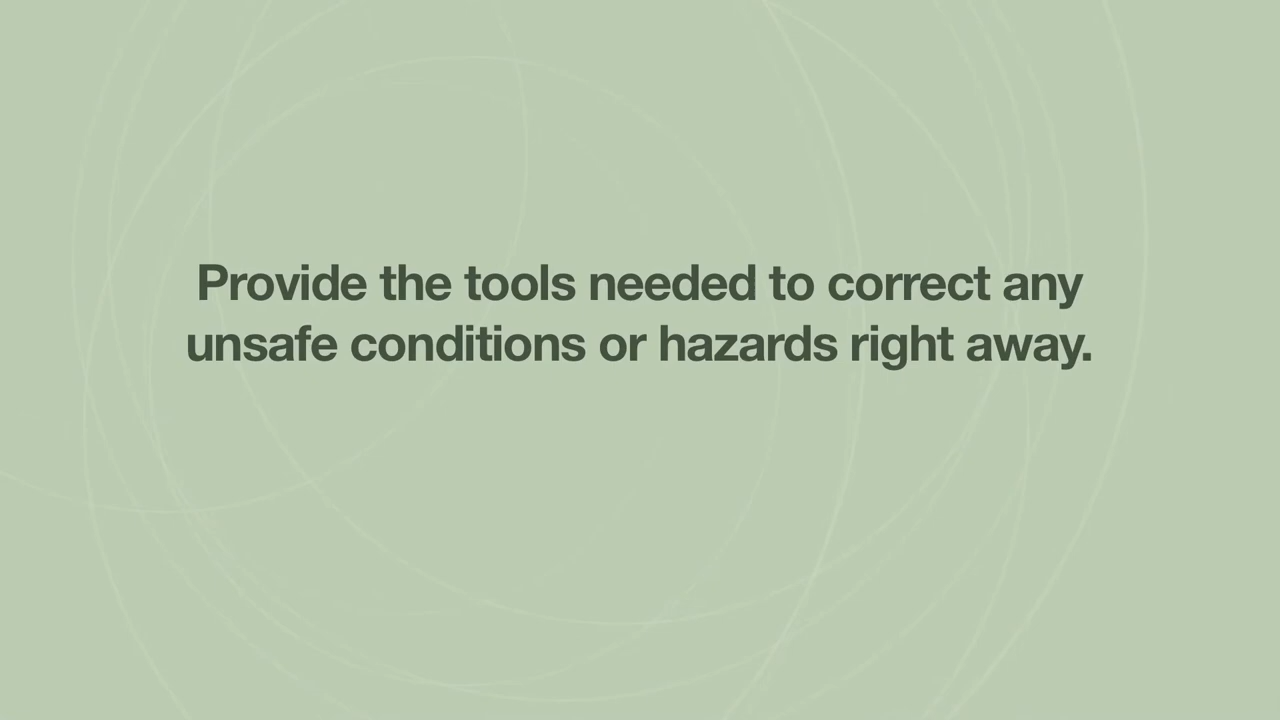 Provide the tools needed to correct any
unsafe conditions or hazards right away.